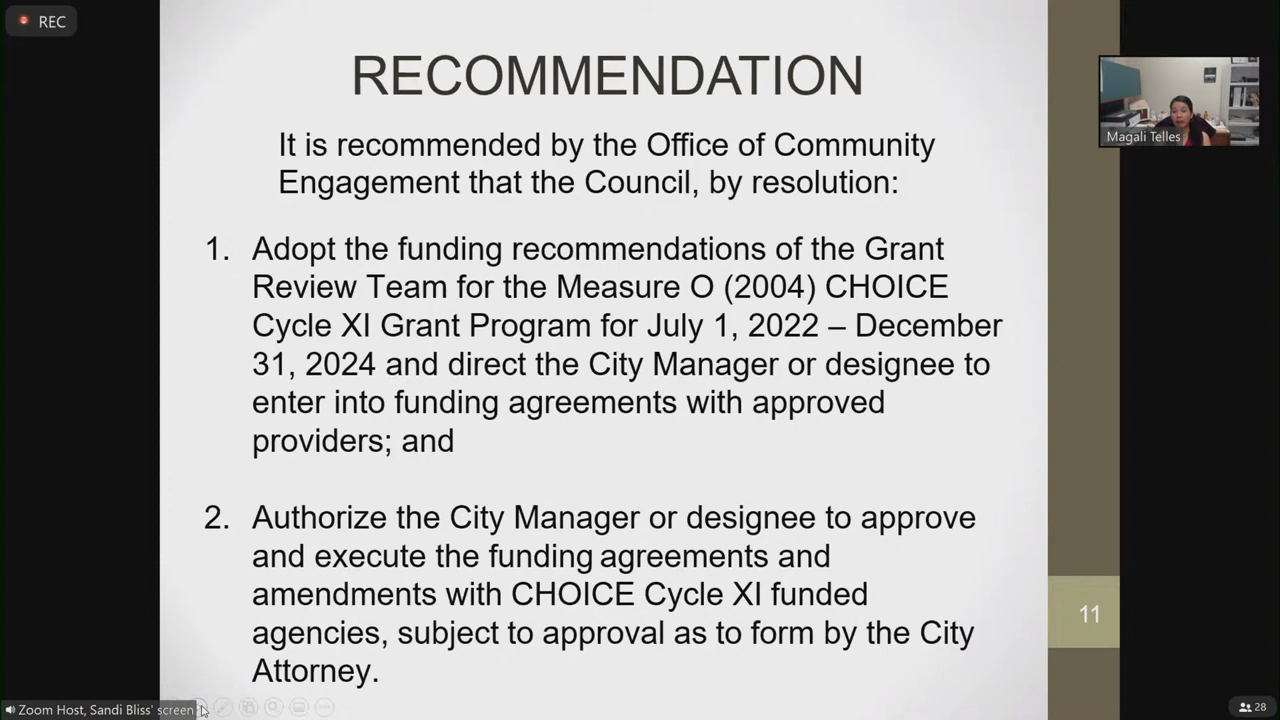 REC
RECOMMENDATION
It is recommended by the Office of Community
Engagement that the Council, by resolution:
1. Adopt the funding recommendations of the Grant
Review Team for the Measure O (2004) CHOICE
Cycle XI Grant Program for July 1, 2022 – December
31, 2024 and direct the City Manager or designee to
enter into funding agreements with approved
providers; and
2. Authorize the City Manager or designee to approve
and execute the funding agreements and
amendments with CHOICE Cycle XI funded
agencies, subject to approval as to form by the City
Attorney.
11
Magali Telles
Zoom Host, Sandi Bliss' screen
28